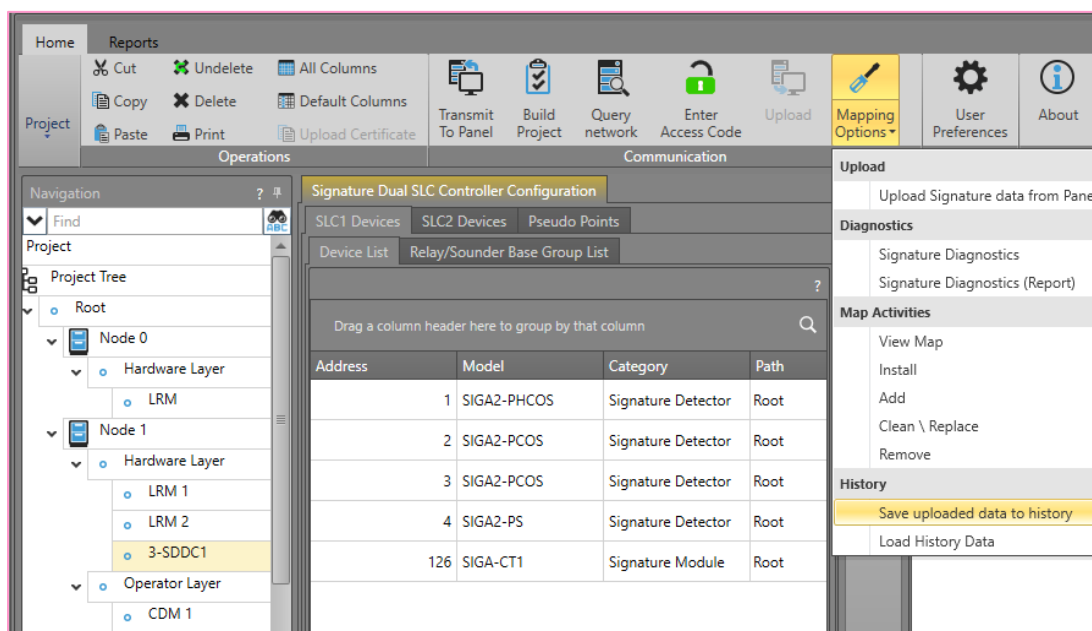 Home Reports
Cut Undelete All Columns
Copy Delete Default Columns
Paste Print Upload Certificate
Project
Transmit To Panel
Build Project
Query network
Enter Access Code
Upload
Mapping Options
User Preferences
About
Operations
Communication
Navigation ?
Find
ABC
Project
Project Tree
Root
Node 0
Hardware Layer
LRM
Node 1
Hardware Layer
LRM 1
LRM 2
3-SDDC1
Operator Layer
CDM 1
Signature Dual SLC Controller Configuration
SLC1 Devices SLC2 Devices Pseudo Points
Device List Relay/Sounder Base Group List
?
Drag a column header here to group by that column
Address Model Category Path
1 SIGA2-PHCOS Signature Detector Root
2 SIGA2-PCOS Signature Detector Root
3 SIGA2-PCOS Signature Detector Root
4 SIGA2-PS Signature Detector Root
126 SIGA-CT1 Signature Module Root
Upload
Upload Signature data from Pane
Diagnostics
Signature Diagnostics
Signature Diagnostics (Report)
Map Activities
View Map
Install
Add
Clean \ Replace
Remove
History
Save uploaded data to history
Load History Data